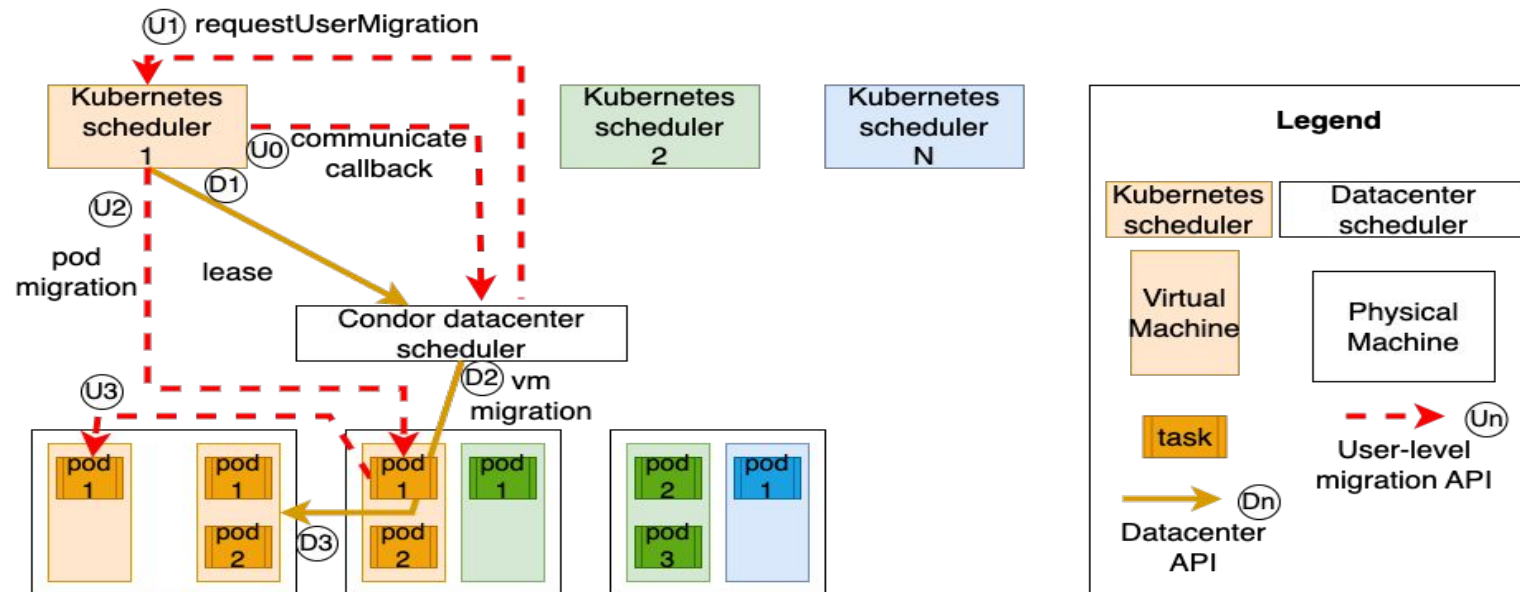 U1 requestUserMigration
Kubernetes
scheduler
1
Kubernetes
scheduler
2
Kubernetes
scheduler
N
U0 communicate
callback
D1
U2
pod
migration
lease
Condor datacenter
scheduler
D2 vm
migration
U3
pod
1
pod
1
pod
2
D3
pod
1
pod
2
pod
1
pod
2
pod
3
pod
1
Legend
Kubernetes
scheduler
Datacenter
scheduler
Virtual
Machine
Physical
Machine
task
Un
User-level
migration API
Dn
Datacenter
API